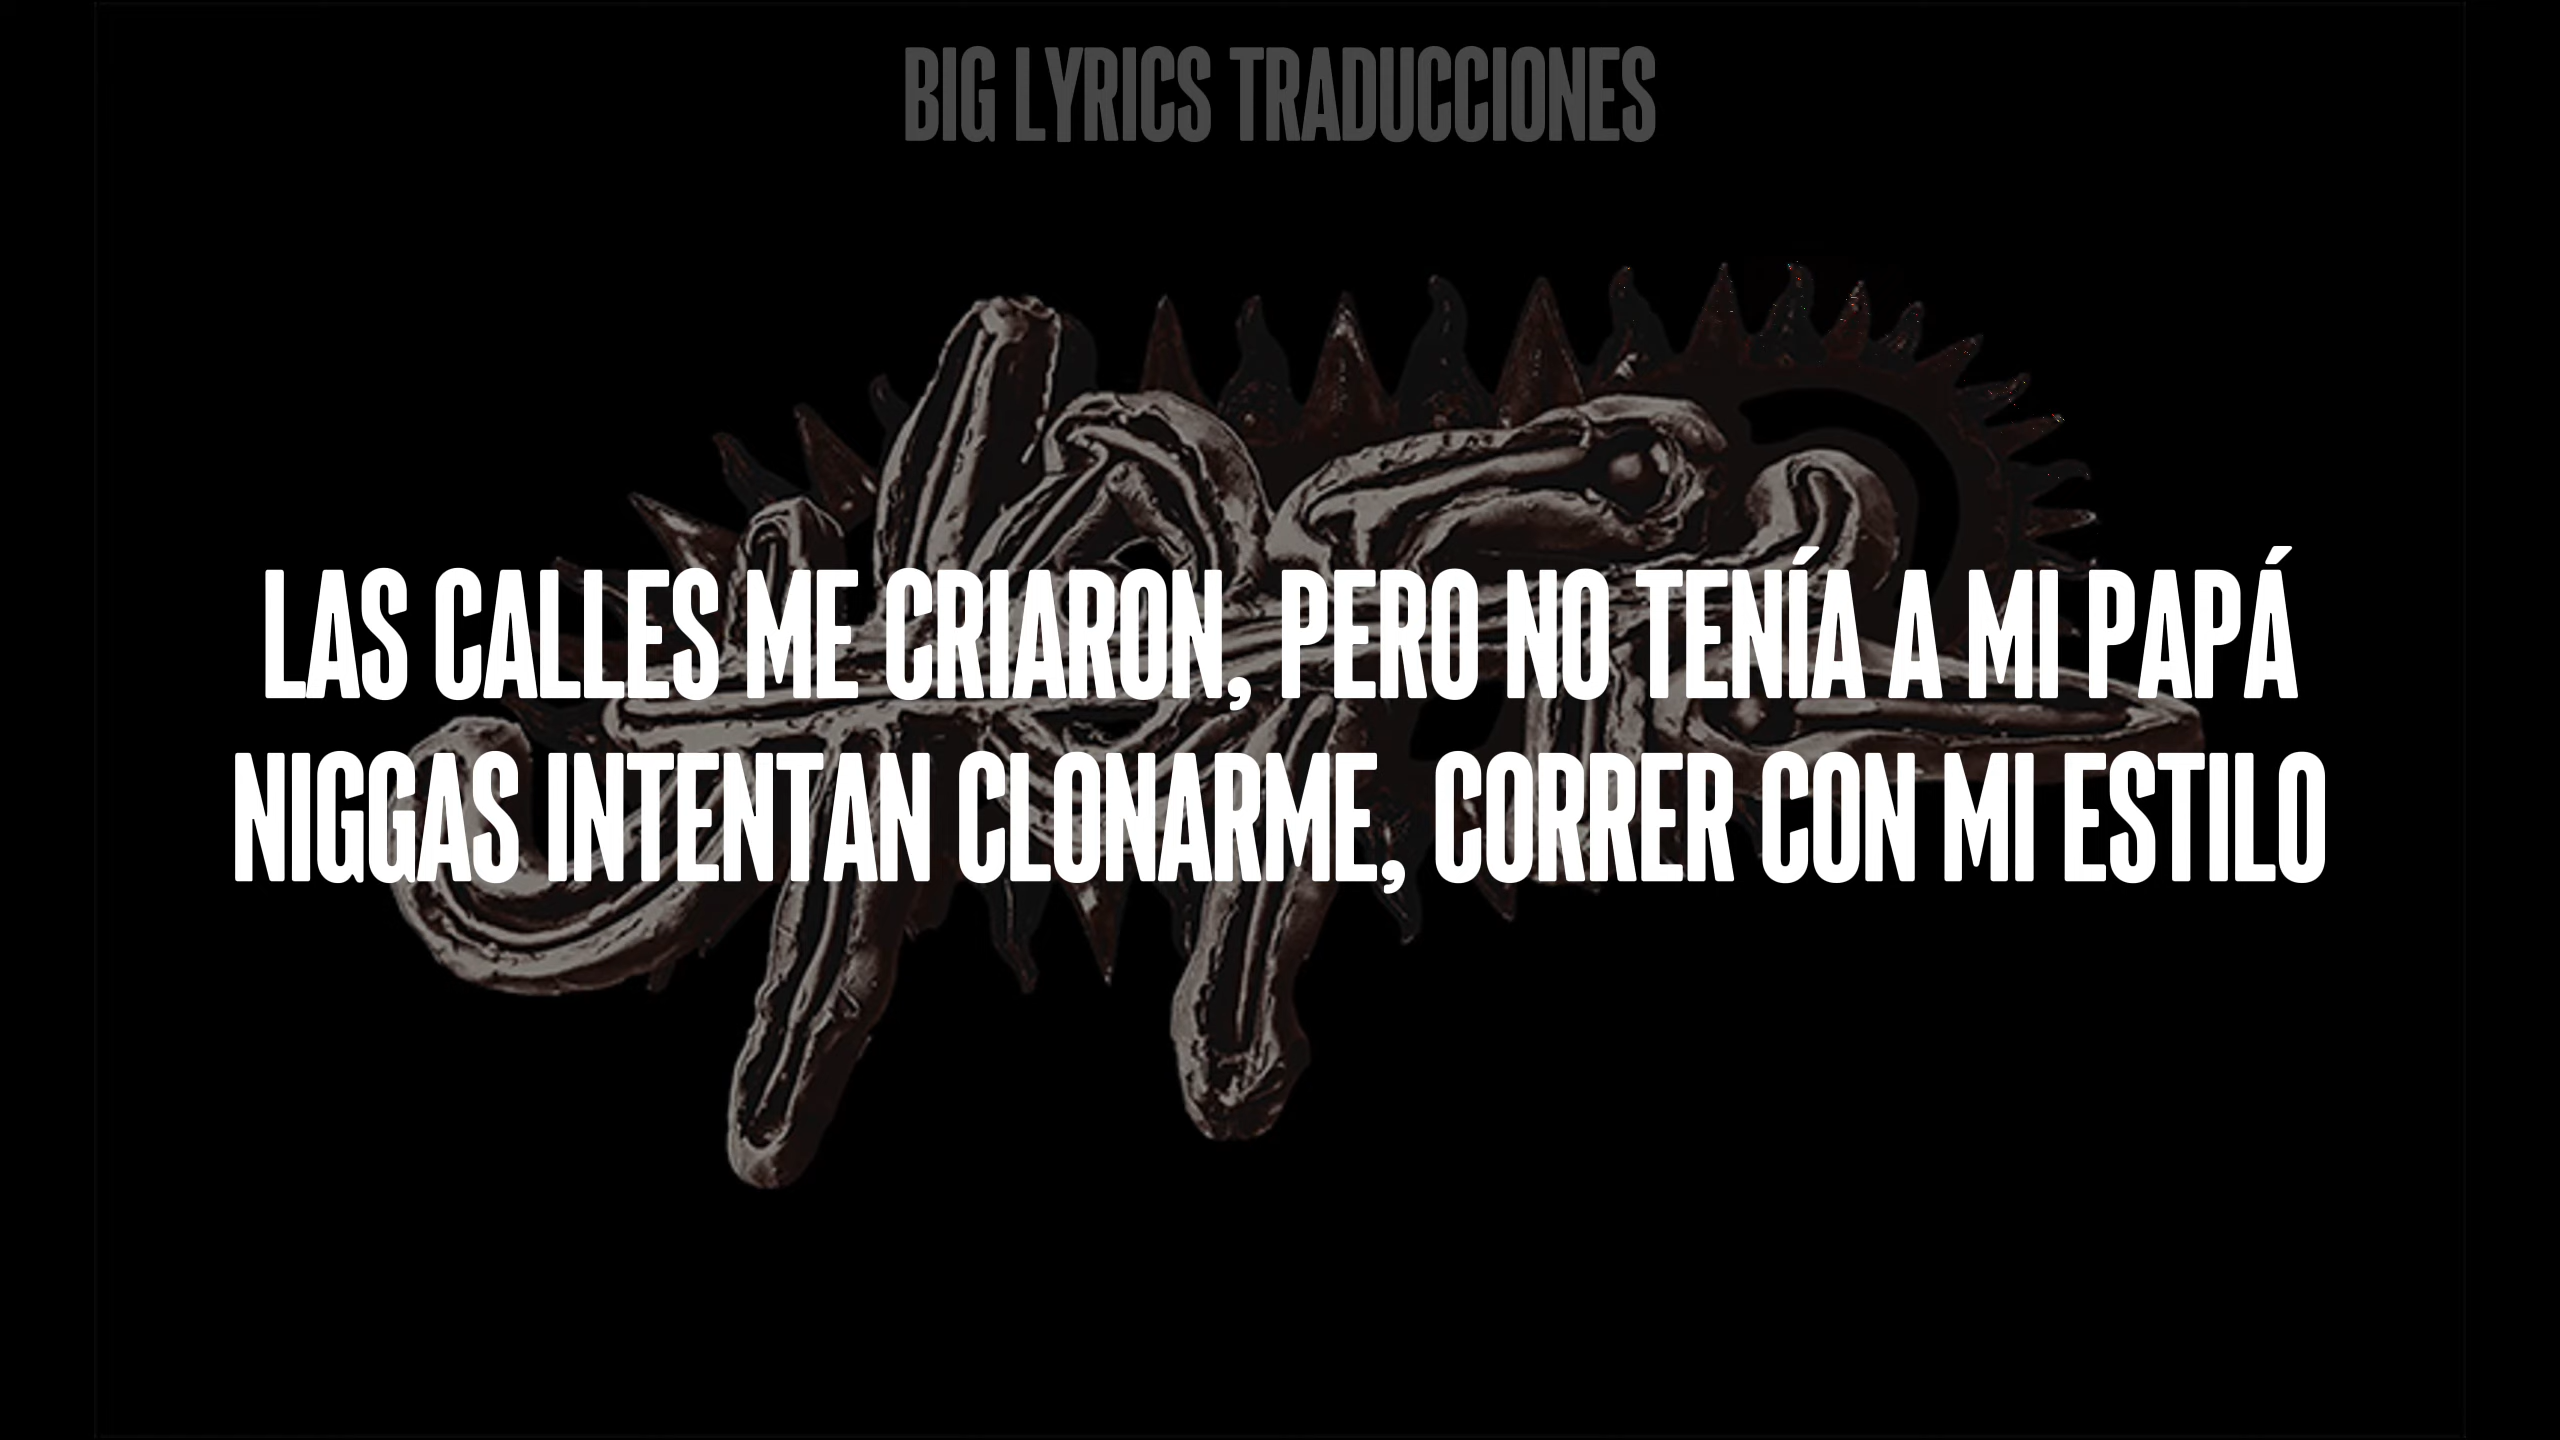 BIG LYRICS TRADUCCIONES
LAS CALLES ME CRIARON, PERO NO TENÍA A MI PAPÁ
NIGGAS INTENTAN CLONARME, CORRER CON MI ESTILO